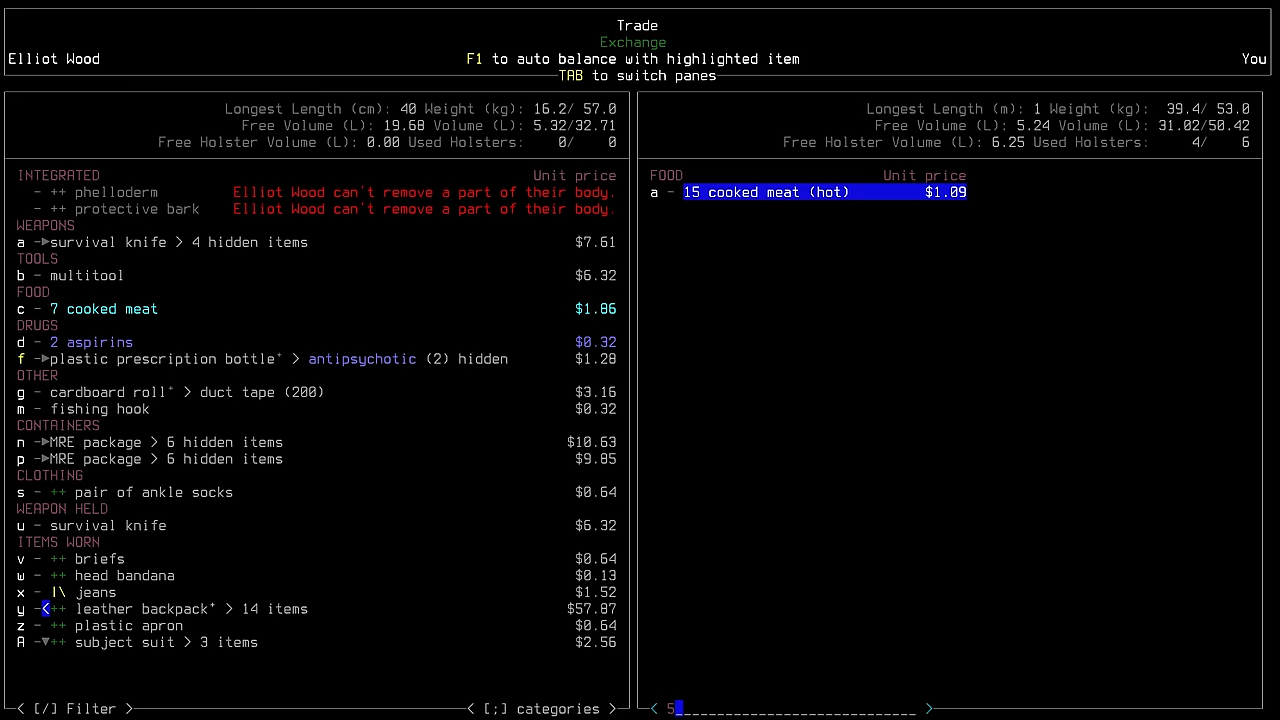 Trade
Exchange
Elliot Wood F1 to auto balance with highlighted item You
TAB to switch panes
Longest Length (cm): 40 Weight (kg): 16.2/ 57.0
Free Volume (L): 19.68 Volume (L): 5.32/32.71
Free Holster Volume (L): 0.00 Used Holsters: 0/ 0
INTEGRATED Unit price
- ++ phelloderm Elliot Wood can't remove a part of their body.
- ++ protective bark Elliot Wood can't remove a part of their body.
WEAPONS
a -▶survival knife > 4 hidden items $7.61
TOOLS
b - multitool $6.32
FOOD
c - 7 cooked meat $1.86
DRUGS
d - 2 aspirins $0.32
f -▶plastic prescription bottle⁺ > antipsychotic (2) hidden $1.28
OTHER
g - cardboard roll⁺ > duct tape (200) $3.16
m - fishing hook $0.32
CONTAINERS
n -▶MRE package > 6 hidden items $10.63
p -▶MRE package > 6 hidden items $9.85
CLOTHING
s - ++ pair of ankle socks $0.64
WEAPON HELD
u - survival knife $6.32
ITEMS WORN
v - ++ briefs $0.64
w - ++ head bandana $0.13
x - |\ jeans $1.52
y -<++ leather backpack⁺ > 14 items $57.87
z - ++ plastic apron $0.64
A -▼++ subject suit > 3 items $2.56
< [/] Filter > < [;] categories >
Longest Length (m): 1 Weight (kg): 39.4/ 53.0
Free Volume (L): 5.24 Volume (L): 31.02/50.42
Free Holster Volume (L): 6.25 Used Holsters: 4/ 6
FOOD Unit price
a - 15 cooked meat (hot) $1.09
< 5_____________________________ >